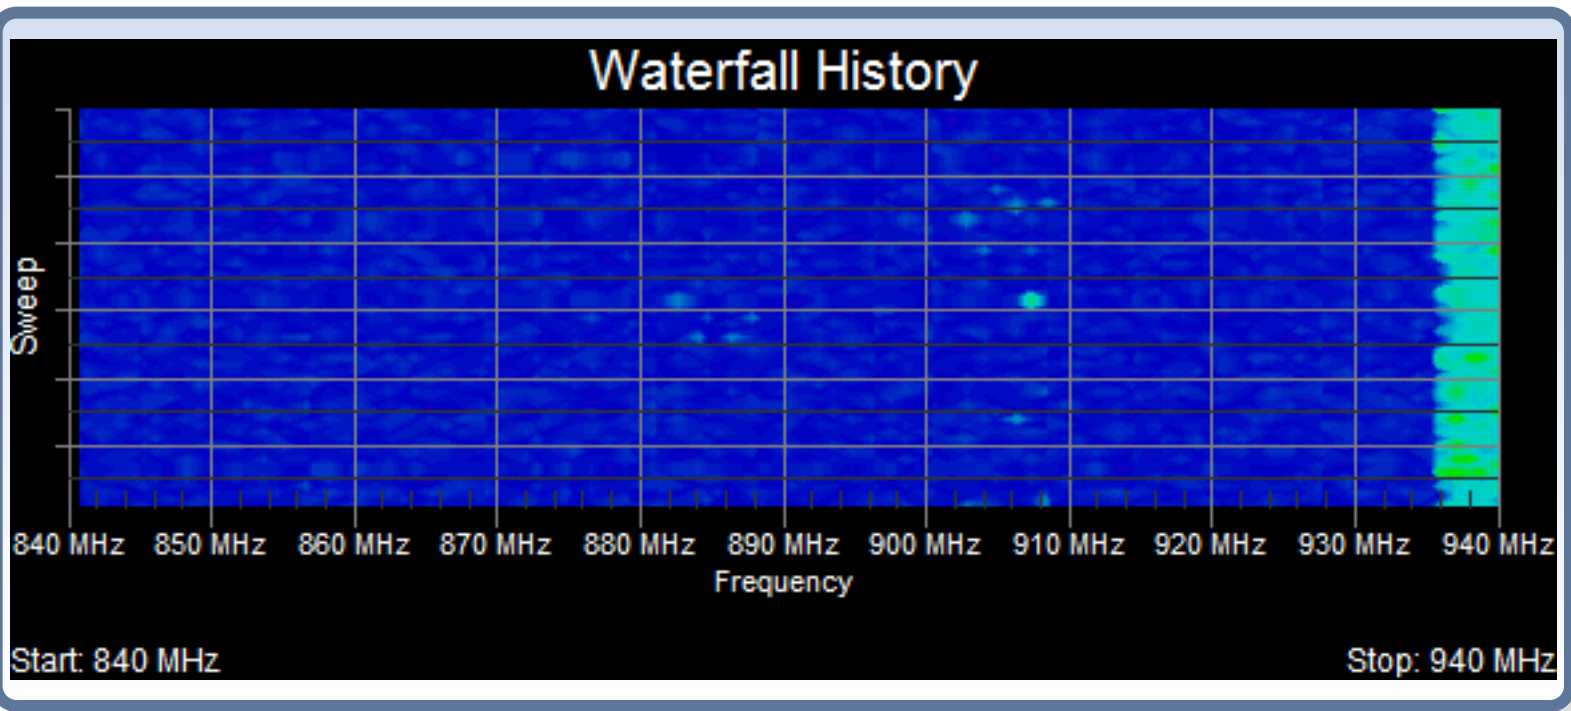 Waterfall History
Sweep
840 MHz 850 MHz 860 MHz 870 MHz 880 MHz 890 MHz 900 MHz 910 MHz 920 MHz 930 MHz 940 MHz
Frequency
Start: 840 MHz Stop: 940 MHz